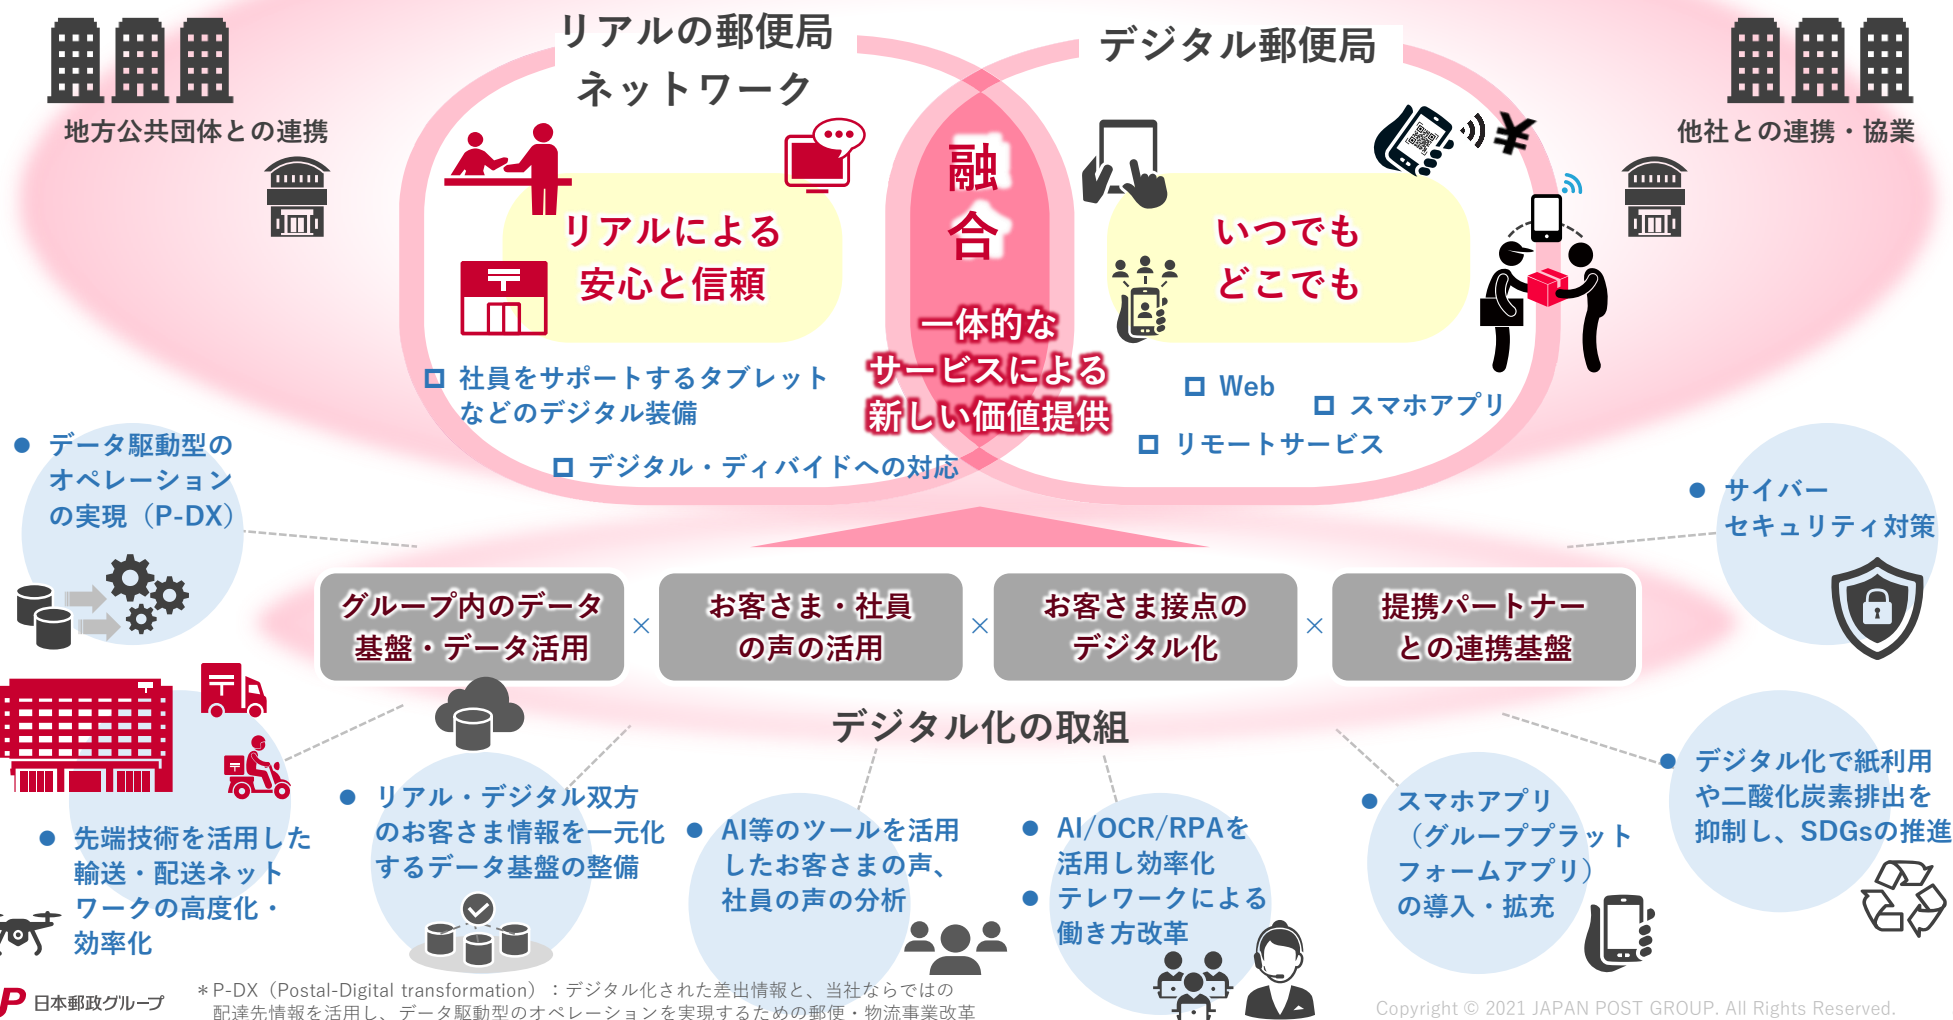 リアルの郵便局
ネットワーク
デジタル郵便局
地方公共団体との連携
他社との連携・協業
融
合
リアルによる
安心と信頼
いつでも
どこでも
一体的な
サービスによる
新しい価値提供
社員をサポートするタブレット
などのデジタル装備
デジタル・ディバイドへの対応
Web
スマホアプリ
リモートサービス
● データ駆動型の
オペレーション
の実現（P-DX）
● サイバー
セキュリティ対策
グループ内のデータ
基盤・データ活用
×
お客さま・社員
の声の活用
×
お客さま接点の
デジタル化
×
提携パートナー
との連携基盤
デジタル化の取組
● 先端技術を活用した
輸送・配送ネット
ワークの高度化・
効率化
● リアル・デジタル双方
のお客さま情報を一元化
するデータ基盤の整備
● AI等のツールを活用
したお客さまの声、
社員の声の分析
● AI/OCR/RPAを
活用し効率化
● テレワークによる
働き方改革
● スマホアプリ
（グループプラット
フォームアプリ）
の導入・拡充
● デジタル化で紙利用
や二酸化炭素排出を
抑制し、SDGsの推進
日本郵政グループ
＊P-DX（Postal-Digital transformation）：デジタル化された差出情報と、当社ならではの
配達先情報を活用し、データ駆動型のオペレーションを実現するための郵便・物流事業改革
Copyright © 2021 JAPAN POST GROUP. All Rights Reserved.